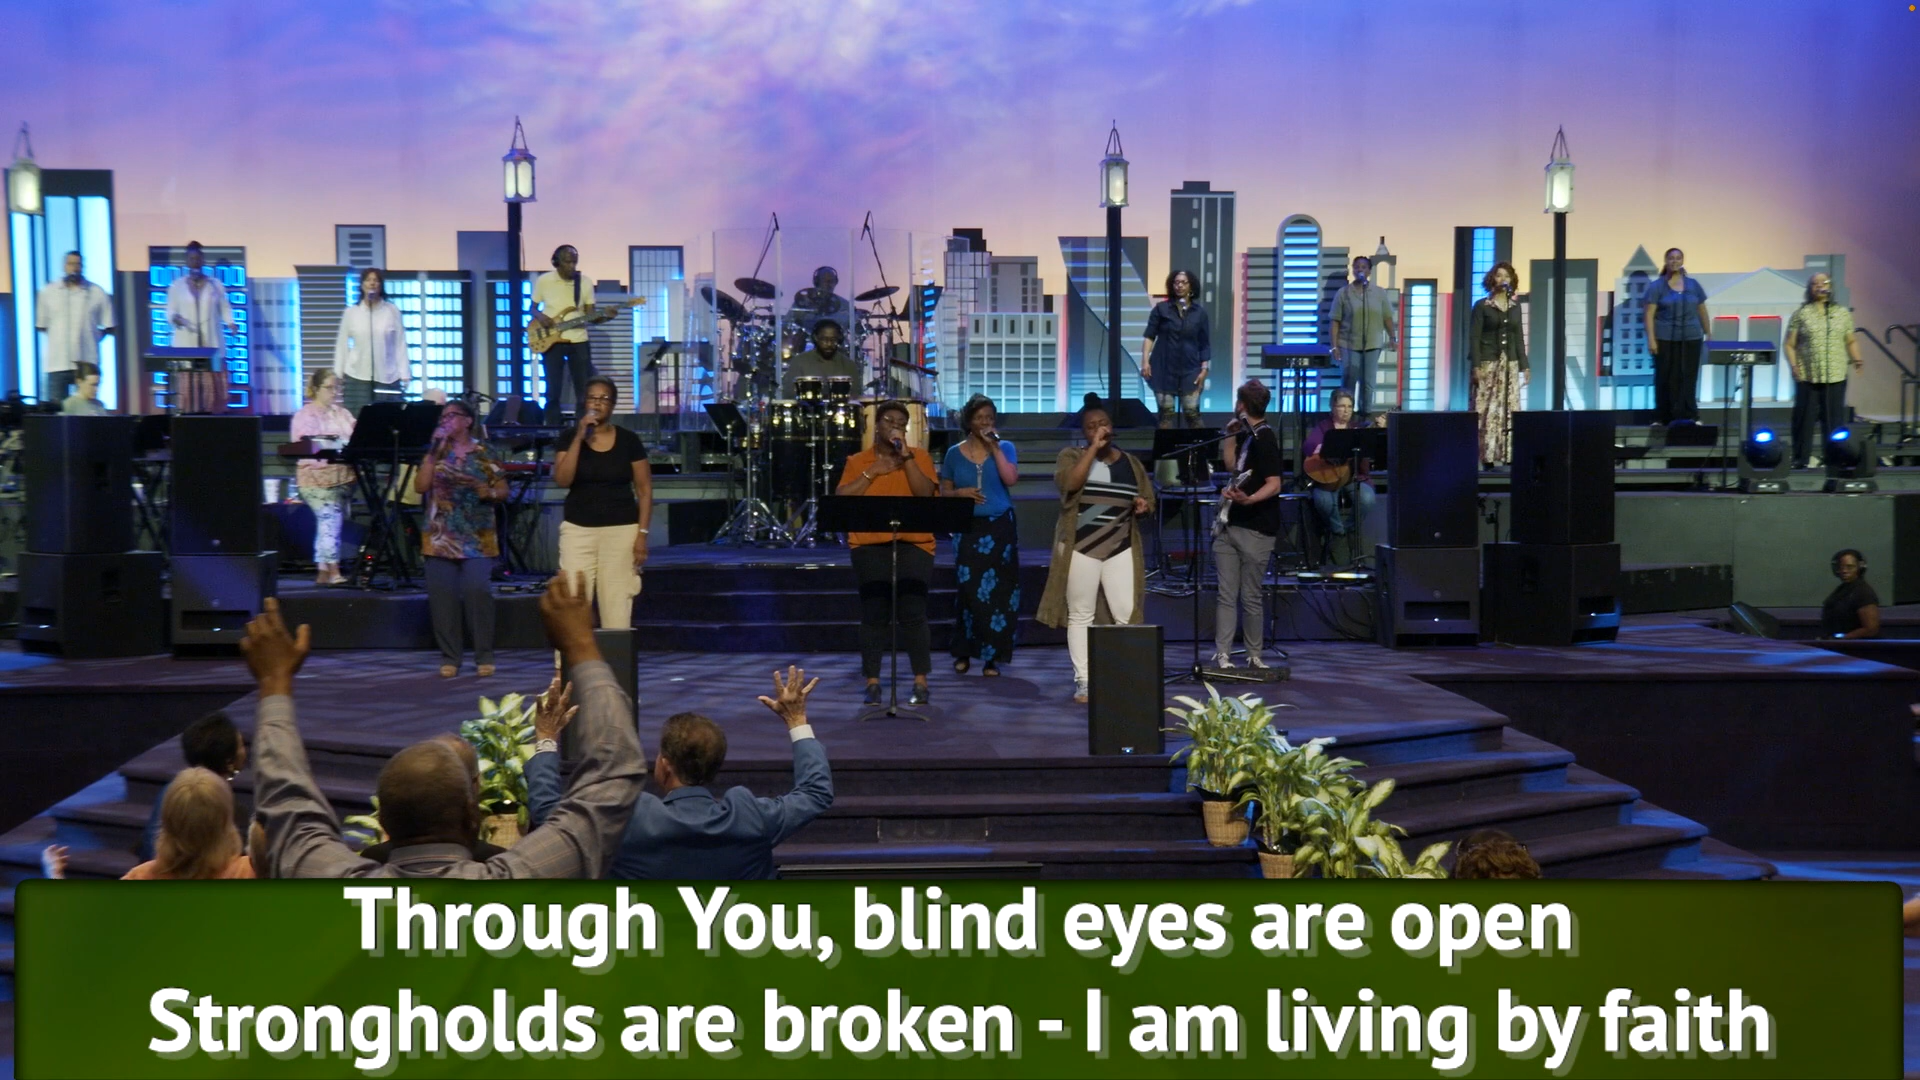 Through You, blind eyes are open
Strongholds are broken - I am living by faith